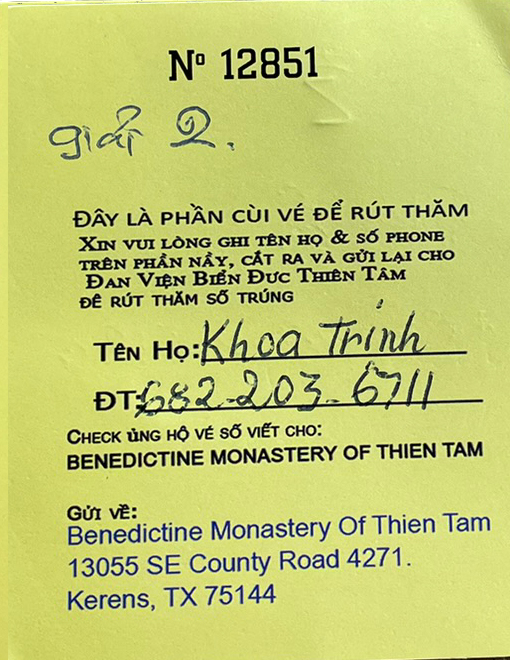 Nº 12851
giải 2.
ĐÂY LÀ PHẦN CÙI VÉ ĐỂ RÚT THĂM
XIN VUI LÒNG GHI TÊN HỌ & SỐ PHONE
TRÊN PHẦN NẦY, CẮT RA VÀ GỬI LẠI CHO
ĐAN VIỆN BIỂN ĐỨC THIÊN TÂM
ĐÊ RÚT THĂM SỐ TRÚNG
TÊN HỌ: Khoa Trinh
ĐT: 682-203-6711
CHECK ủNG HỘ VÉ SỐ VIẾT CHO:
BENEDICTINE MONASTERY OF THIEN TAM
GỬI VỀ:
Benedictine Monastery Of Thien Tam
13055 SE County Road 4271.
Kerens, TX 75144